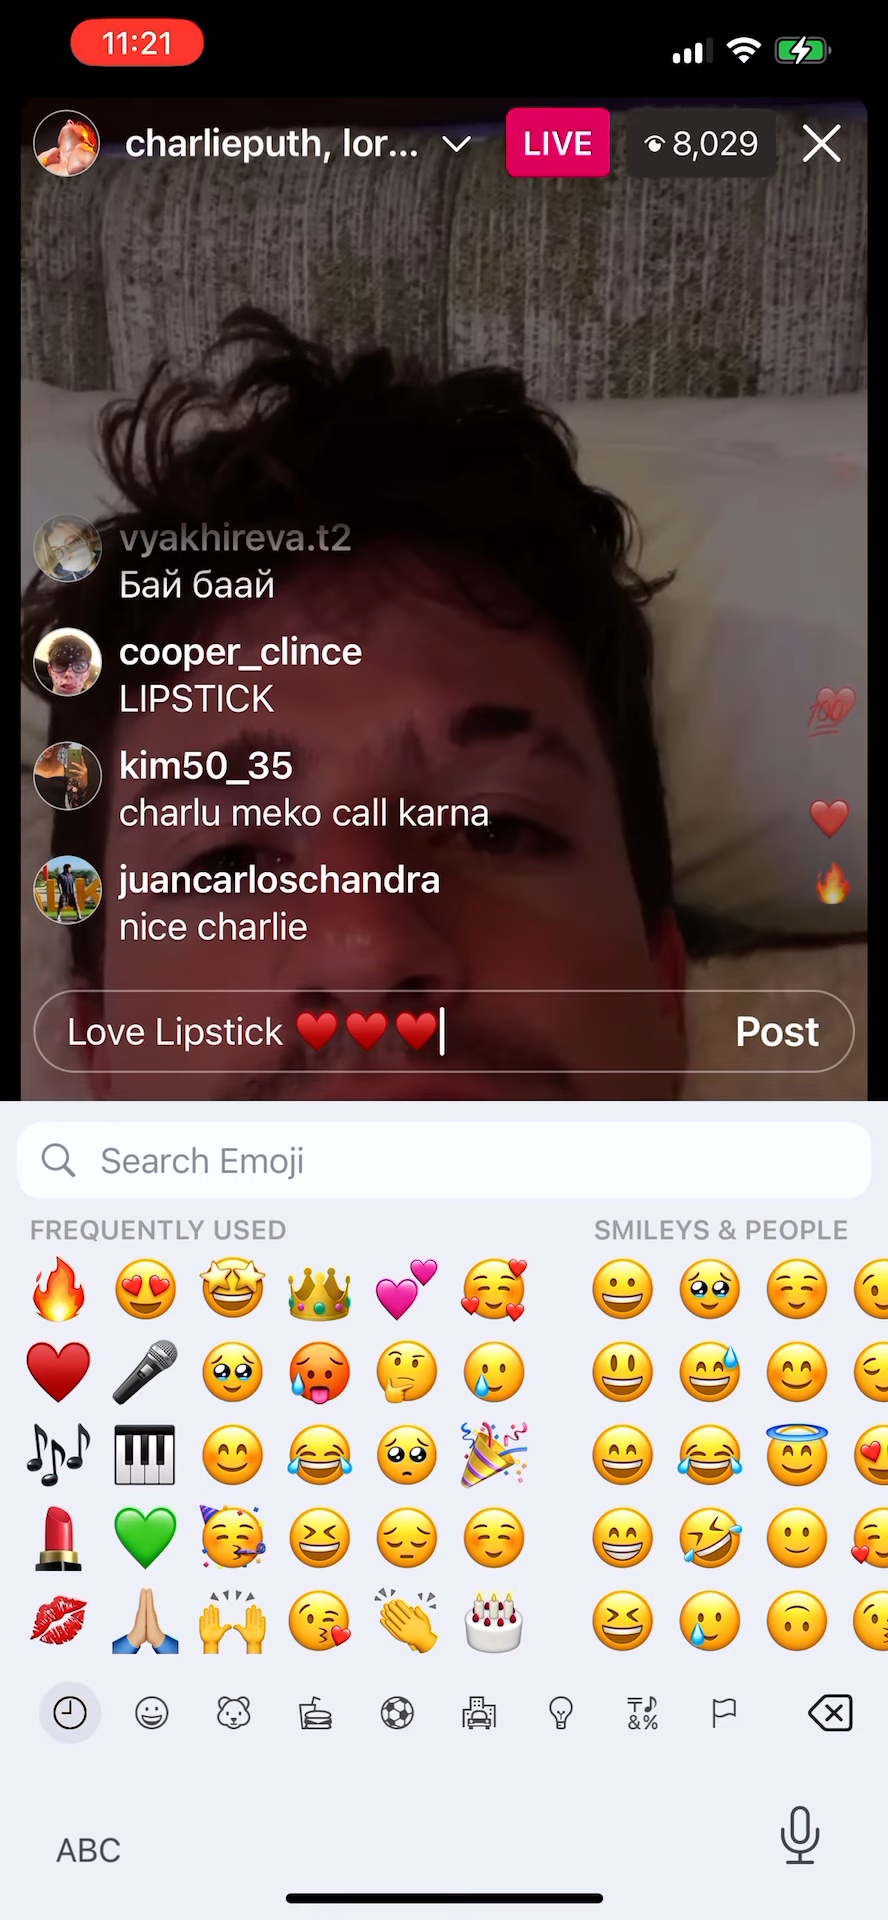 11:21
charlieputh, lor...
LIVE
8,029
vyakhireva.t2
Бай баай
cooper_clince
LIPSTICK
kim50_35
charlu meko call karna
juancarloschandra
nice charlie
Love Lipstick ❤️❤️❤️
Post
Search Emoji
FREQUENTLY USED
SMILEYS & PEOPLE
ABC